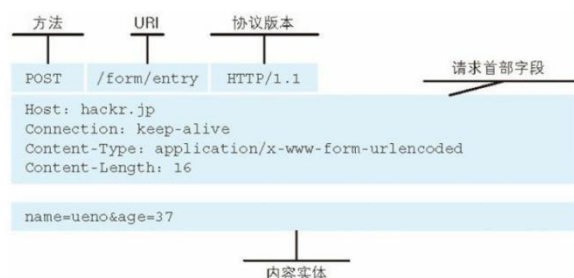 方法 URI 协议版本
请求首部字段
POST /form/entry HTTP/1.1
Host: hackr.jp
Connection: keep-alive
Content-Type: application/x-www-form-urlencoded
Content-Length: 16
name=ueno&age=37
内容实体